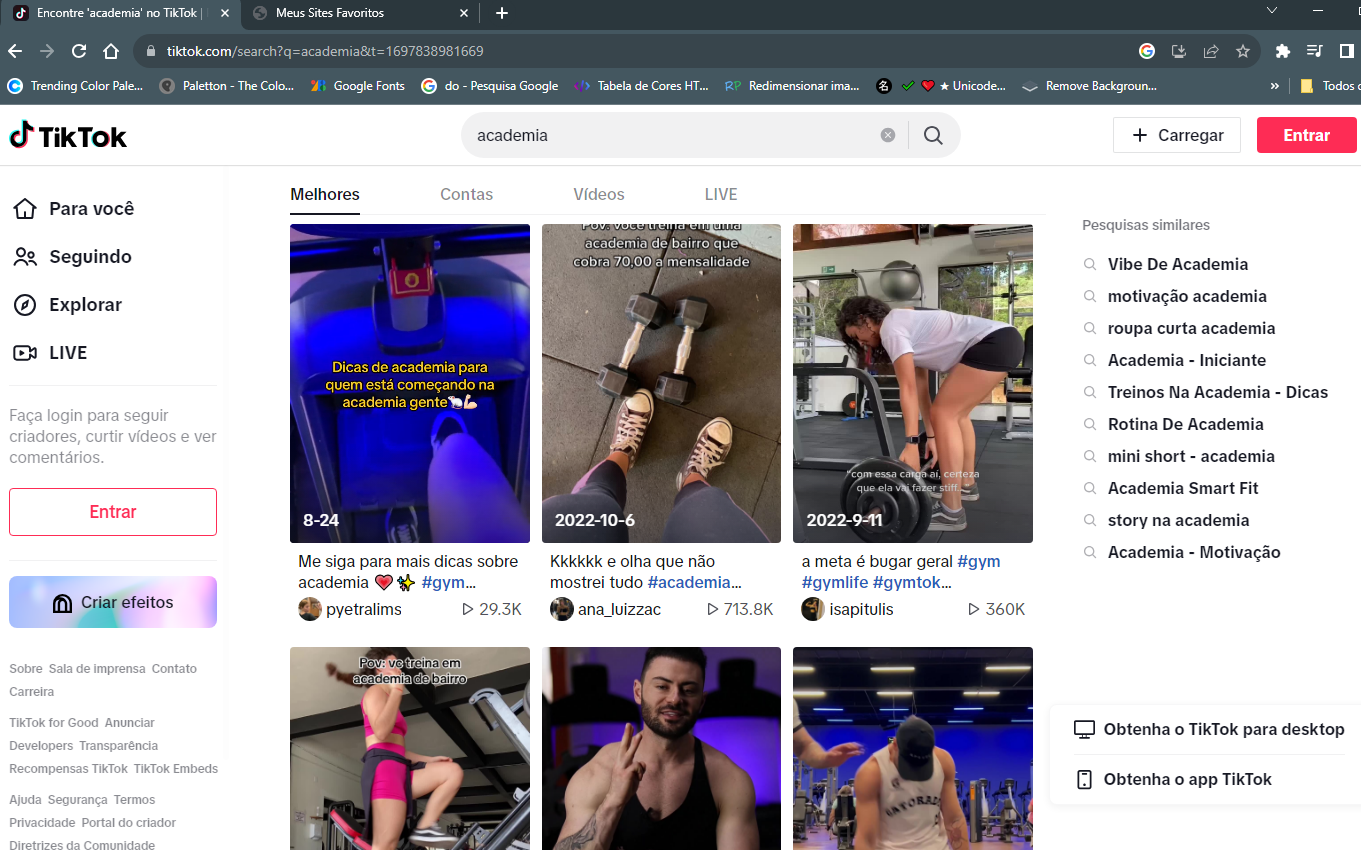 Encontre 'academia' no TikTok |
Meus Sites Favoritos
tiktok.com/search?q=academia&t=1697838981669
Trending Color Pale...
Paletton - The Colo...
Google Fonts
do - Pesquisa Google
Tabela de Cores HT...
RP Redimensionar ima...
名 ✔ ❤ ★ Unicode...
Remove Backgroun...
»
Todos
TikTok
academia
Carregar
Entrar
Para você
Seguindo
Explorar
LIVE
Faça login para seguir
criadores, curtir vídeos e ver
comentários.
Entrar
Criar efeitos
Sobre Sala de imprensa Contato
Carreira
TikTok for Good Anunciar
Developers Transparência
Recompensas TikTok TikTok Embeds
Ajuda Segurança Termos
Privacidade Portal do criador
Diretrizes da Comunidade
Melhores
Contas
Vídeos
LIVE
Dicas de academia para
quem está começando na
academia gente🐀💪🏻
8-24
Me siga para mais dicas sobre
academia ❤️✨ #gym...
pyetralims
29.3K
Pov: você treina em uma
academia de bairro que
cobra 70,00 a mensalidade
2022-10-6
Kkkkkk e olha que não
mostrei tudo #academia...
ana_luizzac
713.8K
"com essa carga aí, certeza
que ela vai fazer stiff..
2022-9-11
a meta é bugar geral #gym
#gymlife #gymtok...
isapitulis
360K
Pov: vc treina em
academia de bairro
GATORADE
Pesquisas similares
Vibe De Academia
motivação academia
roupa curta academia
Academia - Iniciante
Treinos Na Academia - Dicas
Rotina De Academia
mini short - academia
Academia Smart Fit
story na academia
Academia - Motivação
Obtenha o TikTok para desktop
Obtenha o app TikTok